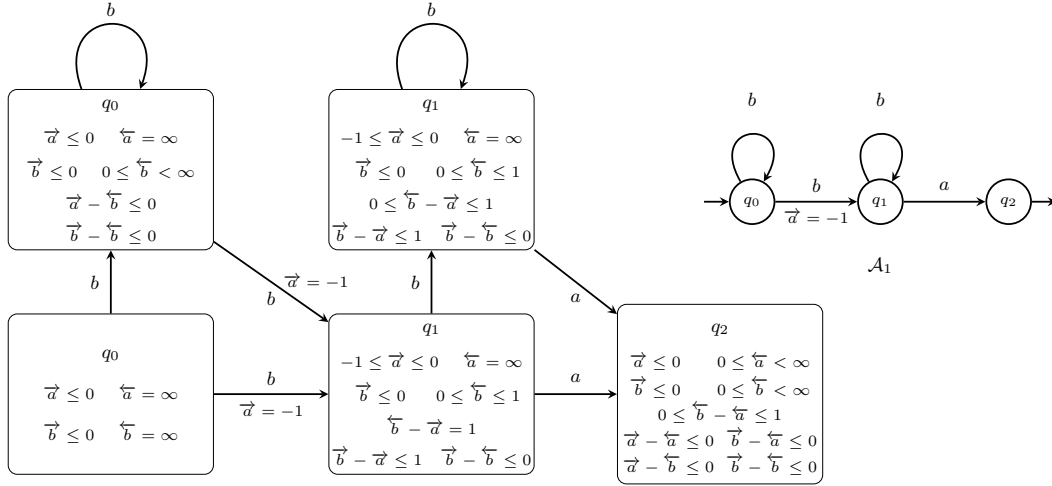 b
q₀
→a ≤ 0 ←a = ∞
→b ≤ 0 0 ≤ ←b < ∞
→a − ←b ≤ 0
→b − ←b ≤ 0
b
q₁
−1 ≤ →a ≤ 0 ←a = ∞
→b ≤ 0 0 ≤ ←b ≤ 1
0 ≤ ←b − →a ≤ 1
→b − →a ≤ 1 →b − ←b ≤ 0
b
b
q₀
b
→a = −1
q₁
a
q₂
𝒜₁
b
→a = −1
b
b
a
q₀
→a ≤ 0 ←a = ∞
→b ≤ 0 ←b = ∞
b
→a = −1
q₁
−1 ≤ →a ≤ 0 ←a = ∞
→b ≤ 0 0 ≤ ←b ≤ 1
←b − →a = 1
→b − →a ≤ 1 →b − ←b ≤ 0
a
q₂
→a ≤ 0 0 ≤ ←a < ∞
→b ≤ 0 0 ≤ ←b < ∞
0 ≤ ←b − ←a ≤ 1
→a − ←a ≤ 0 →b − ←a ≤ 0
→a − ←b ≤ 0 →b − ←b ≤ 0